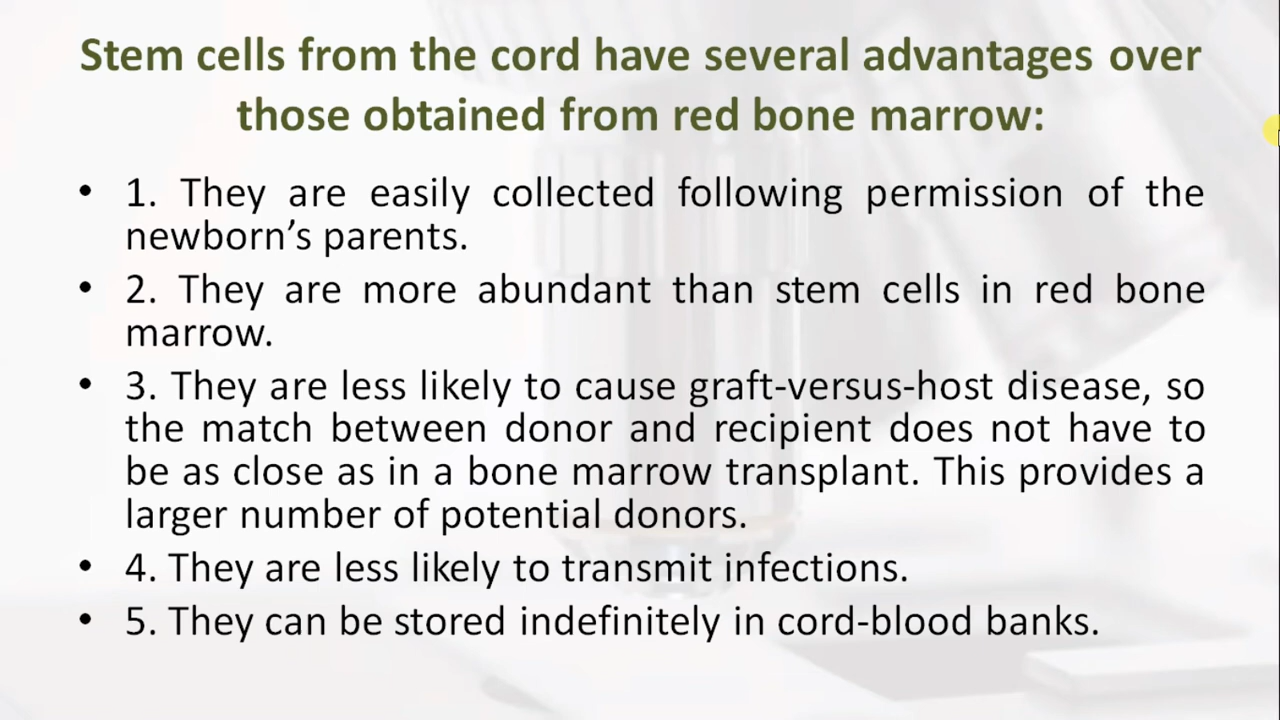 Stem cells from the cord have several advantages over
those obtained from red bone marrow:
• 1. They are easily collected following permission of the
newborn’s parents.
• 2. They are more abundant than stem cells in red bone
marrow.
• 3. They are less likely to cause graft-versus-host disease, so
the match between donor and recipient does not have to
be as close as in a bone marrow transplant. This provides a
larger number of potential donors.
• 4. They are less likely to transmit infections.
• 5. They can be stored indefinitely in cord-blood banks.